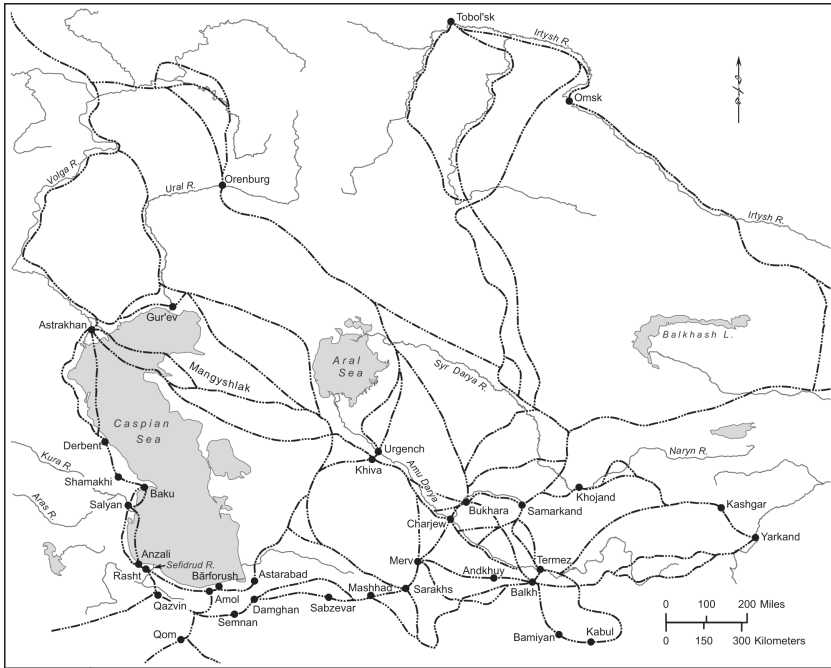 Tobol'sk
Irtysh R.
Omsk
Volga R.
Ural R.
Orenburg
Irtysh R.
Gur'ev
Astrakhan
Mangyshlak
Aral
Sea
Balkhash L.
Syr Darya R.
Caspian
Sea
Derbent
Kura R.
Shamakhi
Baku
Aras R.
Salyan
Urgench
Khiva
Amu Darya
Naryn R.
Bukhara
Samarkand
Khojand
Kashgar
Charjew
Yarkand
Anzali
Sefidrud R.
Rasht
Bârforush
Astarabad
Merv
Andkhuy
Termez
Mashhad
Balkh
Qazvin
Amol
Damghan
Sabzevar
Sarakhs
Semnan
Qom
Bamiyan
Kabul
0 100 200 Miles
0 150 300 Kilometers